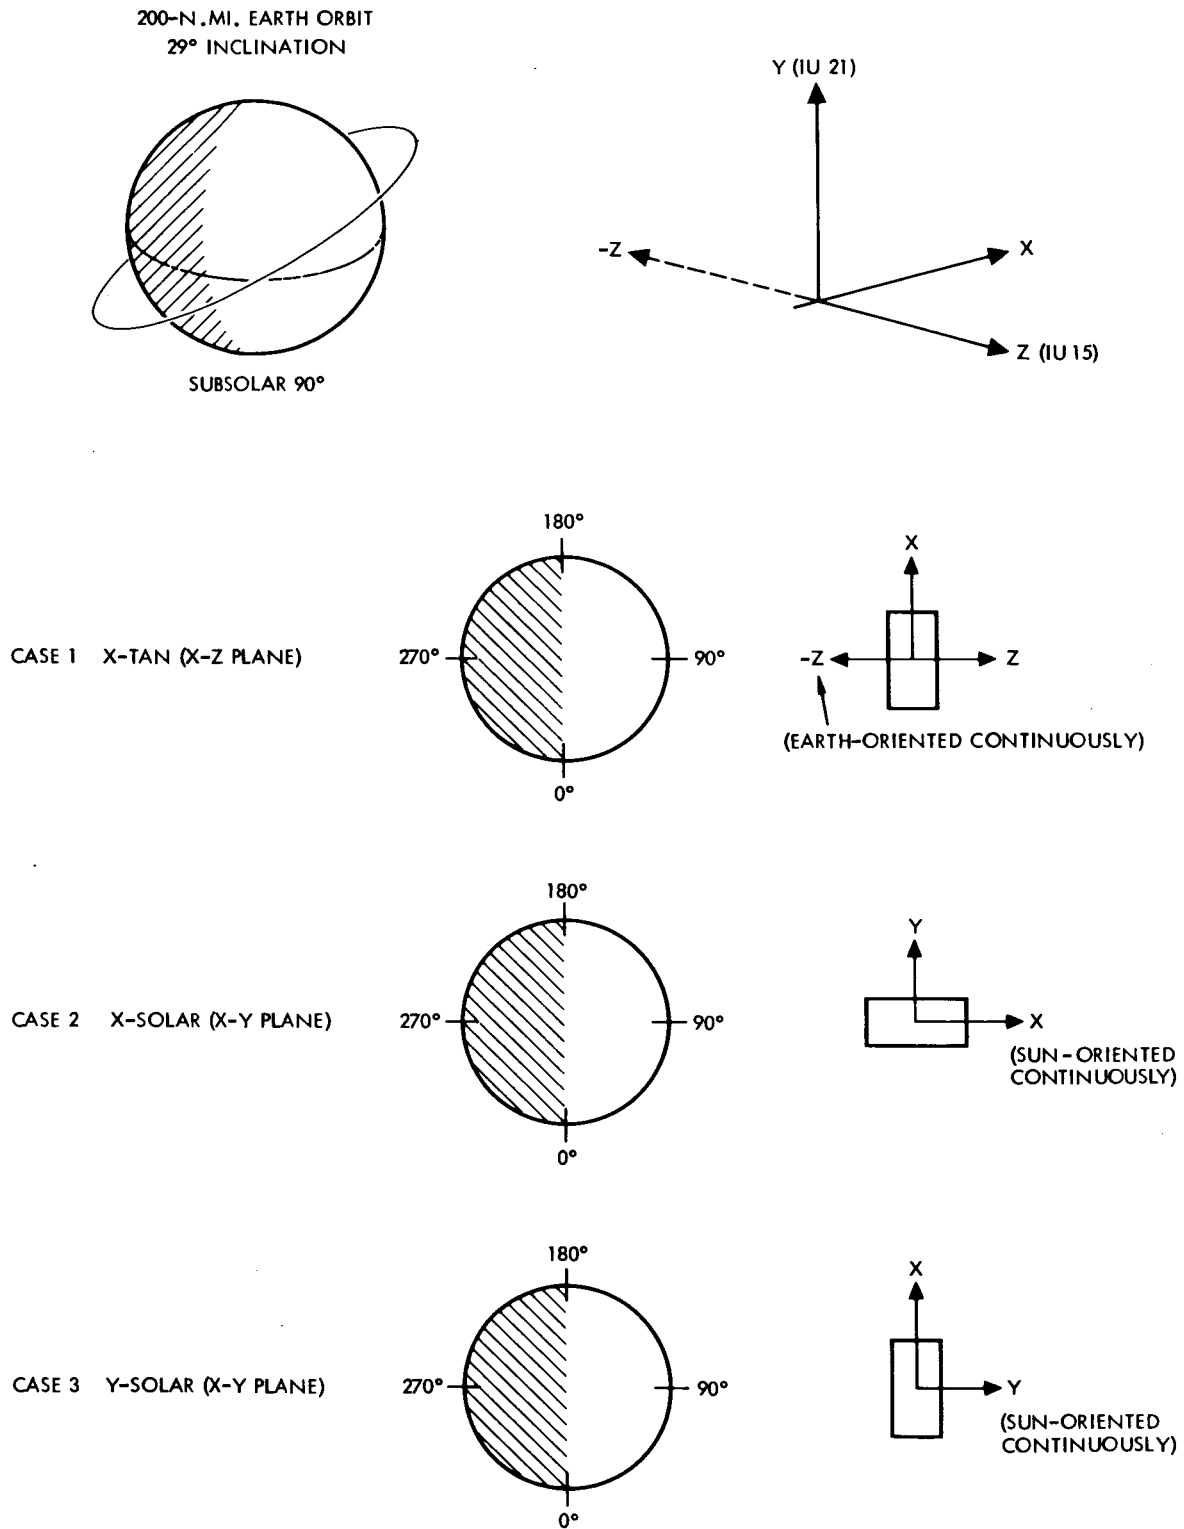 200-N.MI. EARTH ORBIT
29° INCLINATION
SUBSOLAR 90°
Y (IU 21)
-Z
X
Z (IU 15)
CASE 1 X-TAN (X-Z PLANE)
180°
270°
90°
0°
X
-Z
Z
(EARTH-ORIENTED CONTINUOUSLY)
CASE 2 X-SOLAR (X-Y PLANE)
180°
270°
90°
0°
Y
X
(SUN-ORIENTED
CONTINUOUSLY)
CASE 3 Y-SOLAR (X-Y PLANE)
180°
270°
90°
0°
X
Y
(SUN-ORIENTED
CONTINUOUSLY)